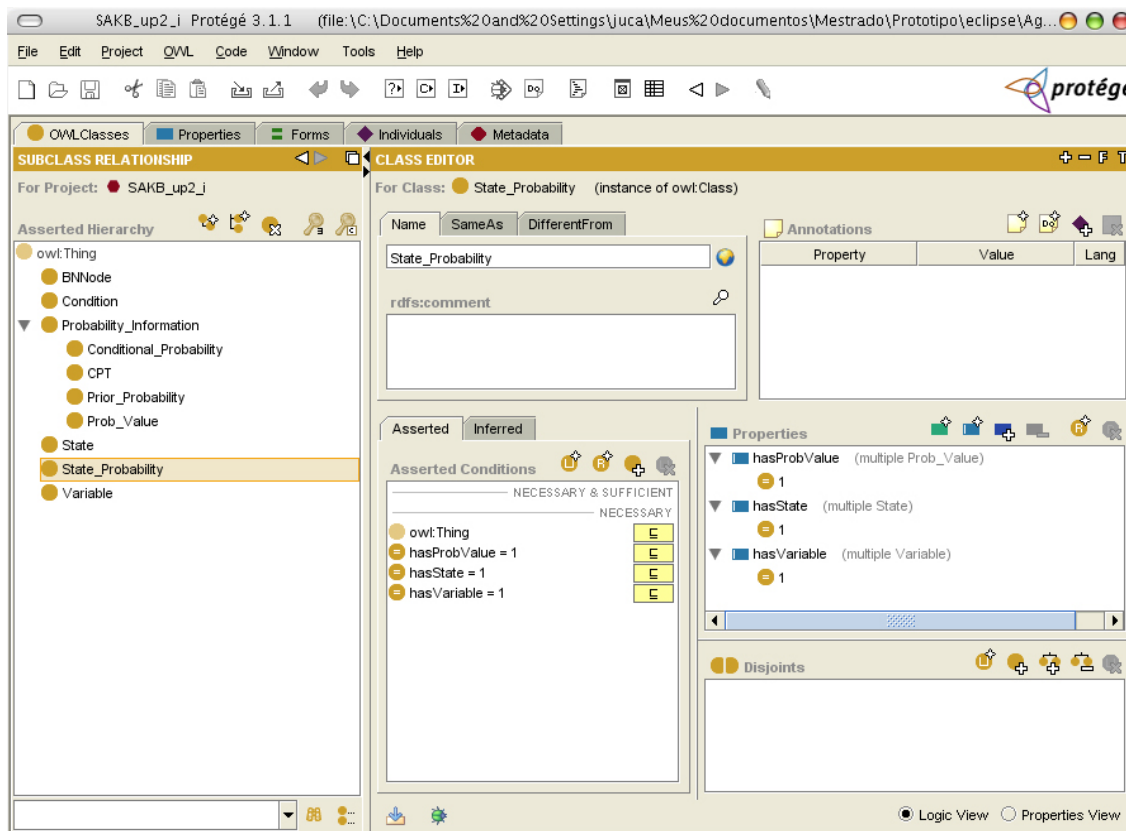 SAKB_up2_i Protégé 3.1.1 (file:\C:\Documents%20and%20Settings\juca\Meus%20documentos\Mestrado\Prototipo\eclipse\Ag...
File Edit Project OWL Code Window Tools Help
protégé
OWLClasses Properties Forms Individuals Metadata
SUBCLASS RELATIONSHIP
For Project: SAKB_up2_i
Asserted Hierarchy
owl:Thing
BNNode
Condition
Probability_Information
Conditional_Probability
CPT
Prior_Probability
Prob_Value
State
State_Probability
Variable
CLASS EDITOR
For Class: State_Probability (instance of owl:Class)
Name SameAs DifferentFrom
State_Probability
rdfs:comment
Annotations
Property Value Lang
Asserted Inferred
Asserted Conditions
NECESSARY & SUFFICIENT
NECESSARY
owl:Thing
hasProbValue = 1
hasState = 1
hasVariable = 1
Properties
hasProbValue (multiple Prob_Value)
= 1
hasState (multiple State)
= 1
hasVariable (multiple Variable)
= 1
Disjoints
Logic View Properties View